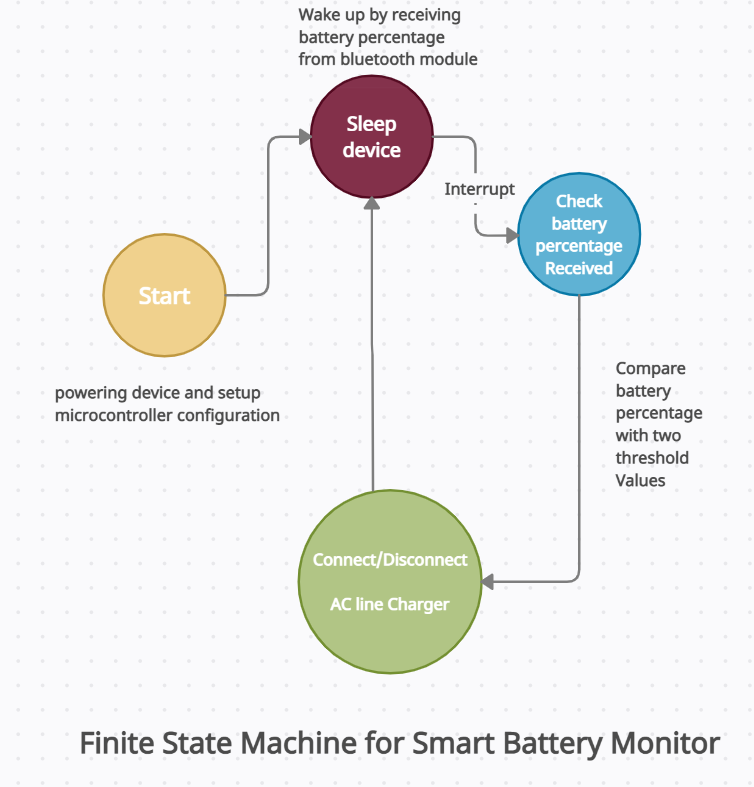 Wake up by receiving
battery percentage
from bluetooth module
Sleep
device
Interrupt
Check
battery
percentage
Received
Start
powering device and setup
microcontroller configuration
Compare
battery
percentage
with two
threshold
Values
Connect/Disconnect
AC line Charger
Finite State Machine for Smart Battery Monitor